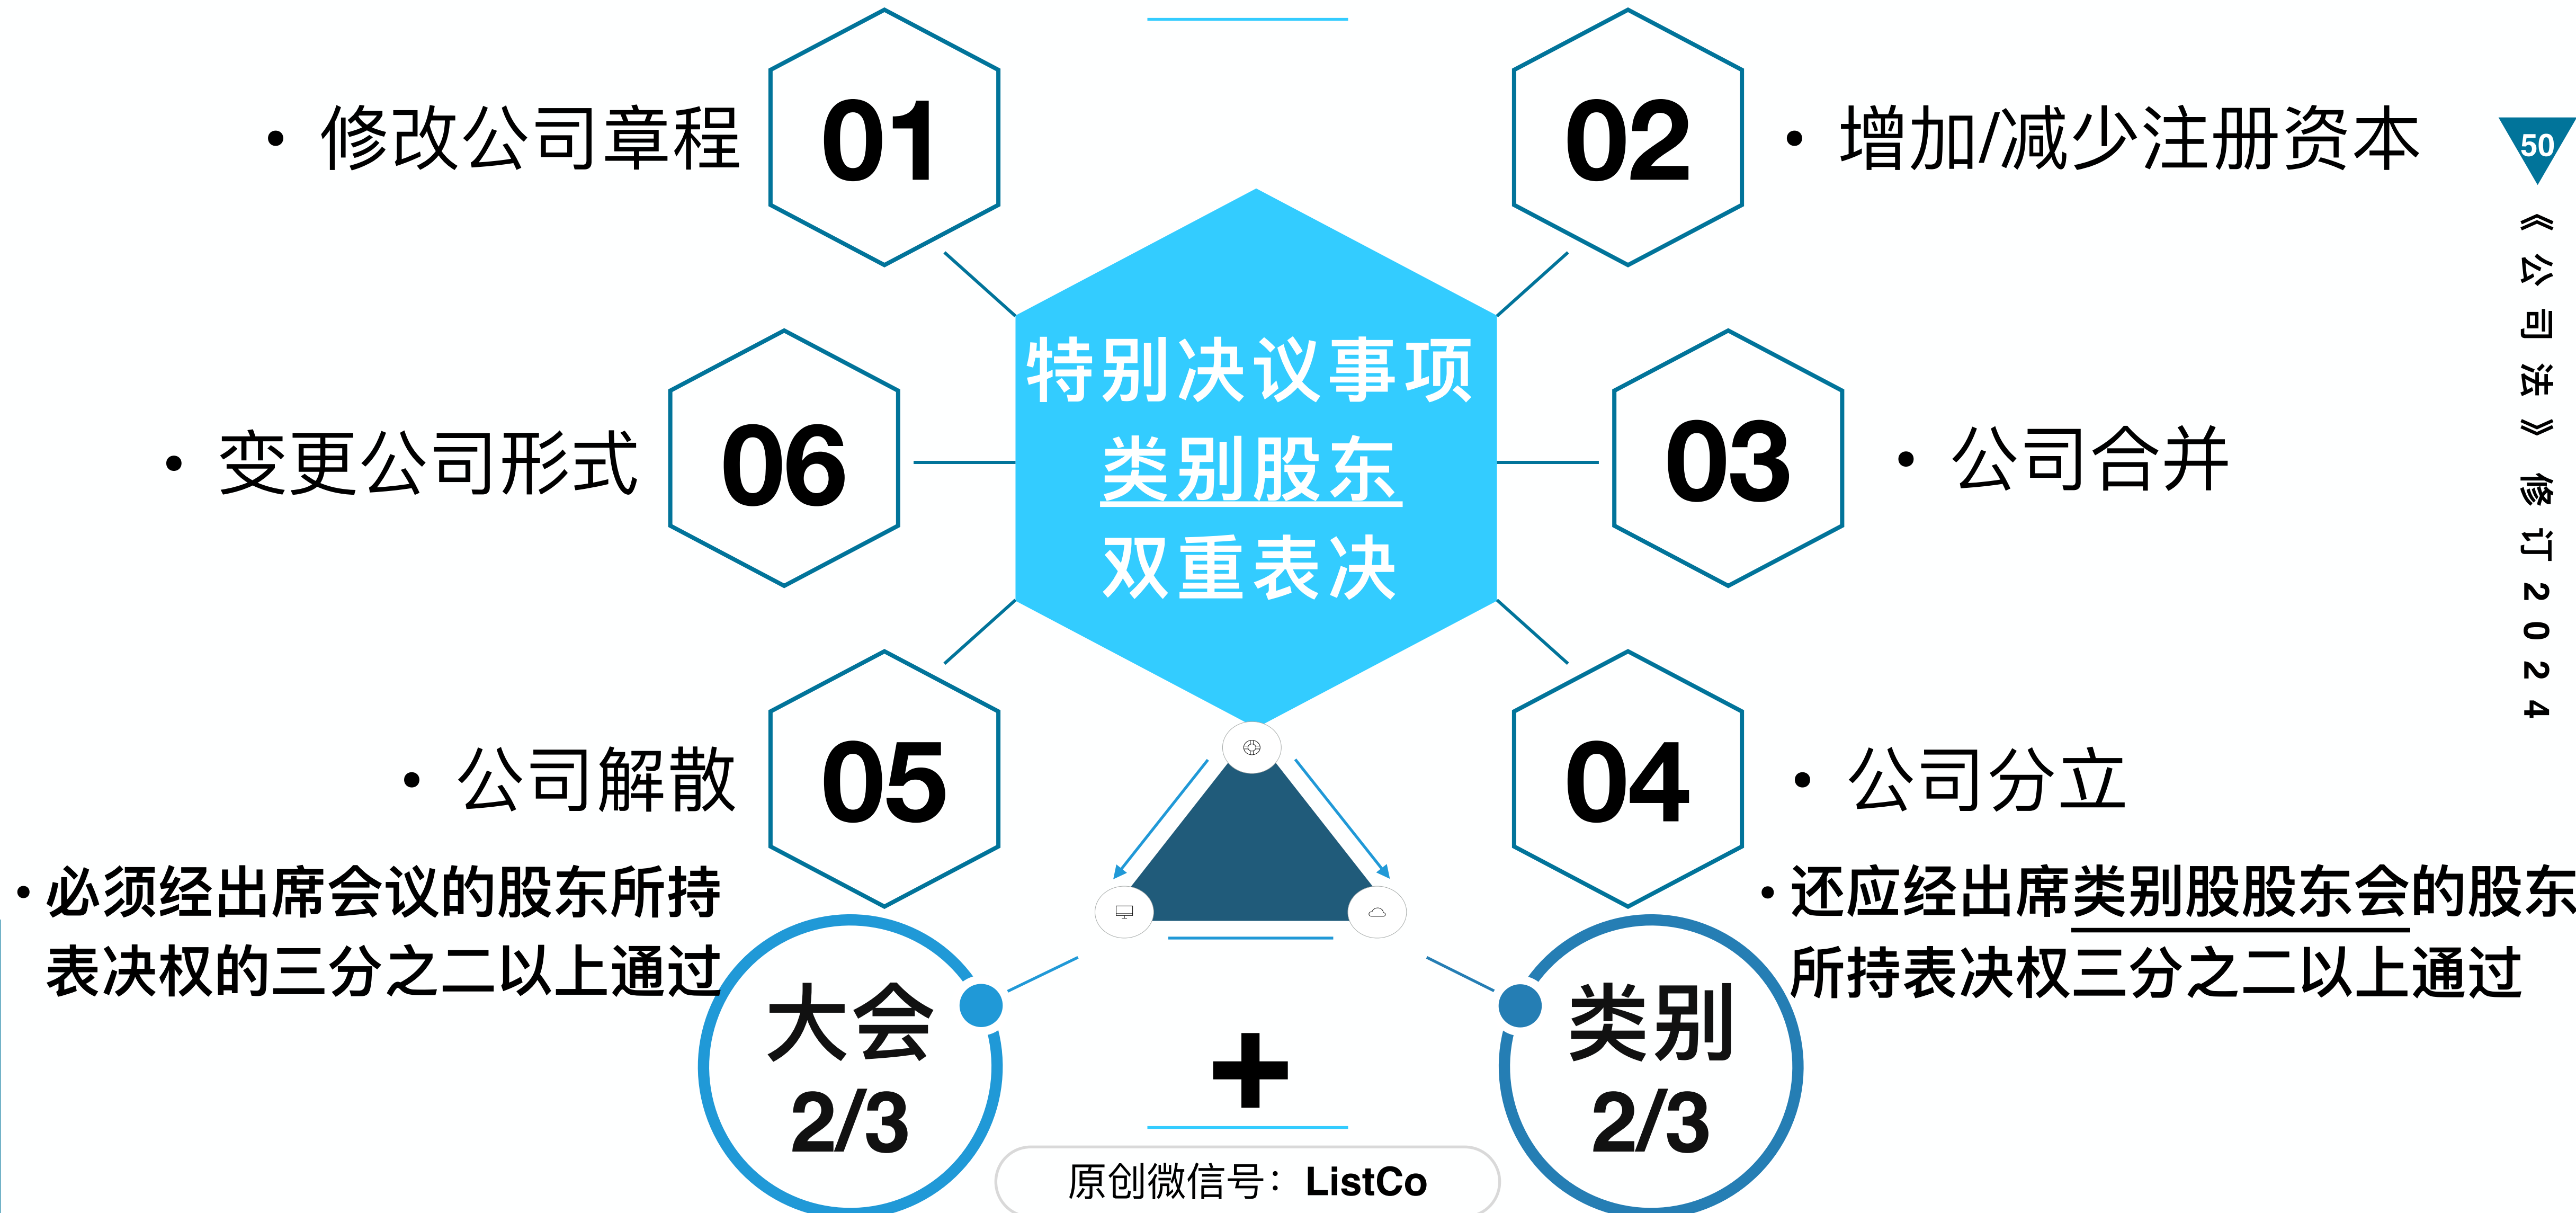 01
修改公司章程
02
增加/减少注册资本
50
《公司法》修订2024
特别决议事项
类别股东
双重表决
06
变更公司形式
03
公司合并
05
公司解散
04
公司分立
必须经出席会议的股东所持
表决权的三分之二以上通过
还应经出席类别股股东会的股东
所持表决权三分之二以上通过
大会
2/3
+
类别
2/3
原创微信号：ListCo